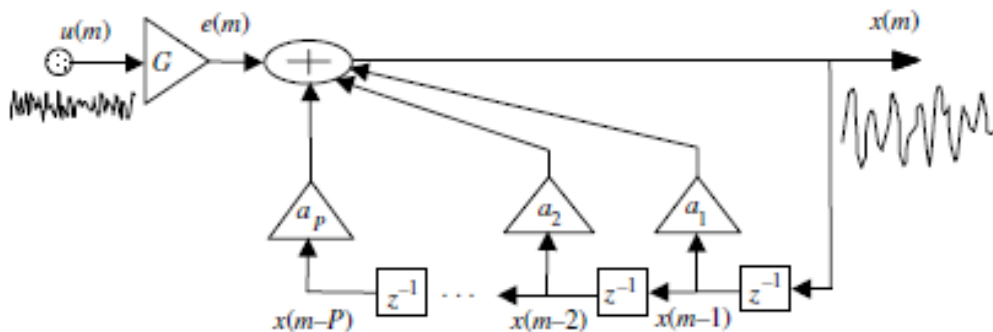 u(m) e(m) x(m)
G +
a_P a_2 a_1
z^{-1} . . . z^{-1} z^{-1}
x(m–P) x(m–2) x(m–1)